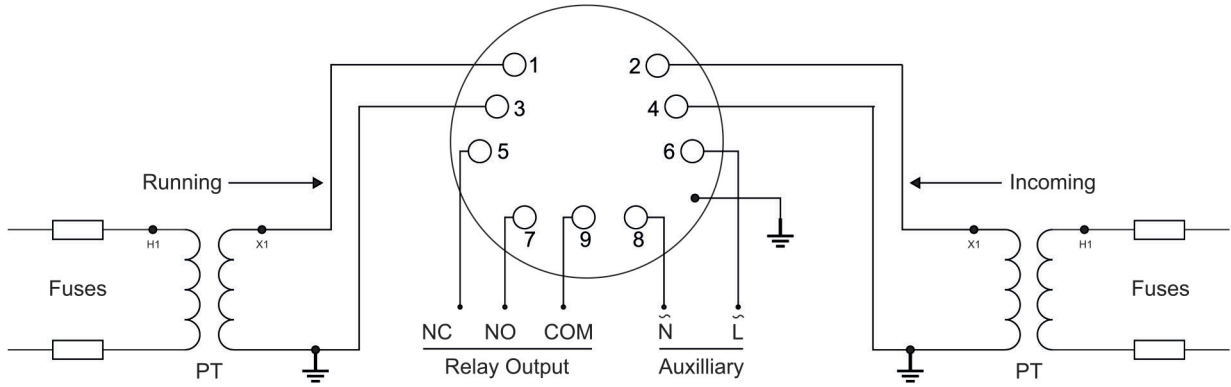 1
2
3
4
5
6
Running
Incoming
7
9
8
H1
X1
X1
H1
Fuses
Fuses
NC NO COM
Ñ L̃
Relay Output
Auxilliary
PT
PT